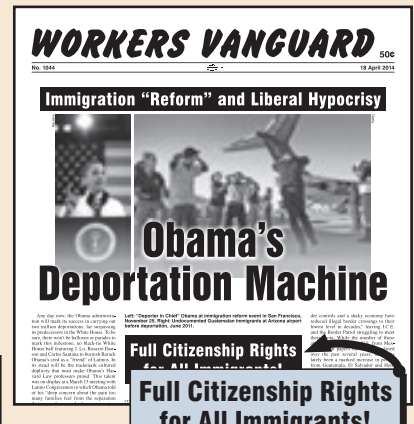 WORKERS VANGUARD
50¢
No. 1044
18 April 2014
Immigration “Reform” and Liberal Hypocrisy
Obama's
Deportation Machine
Left: "Deporter in Chief" Obama at immigration reform event in San Francisco,
November 25. Right: Undocumented Guatemalan immigrants at Arizona airport
before deportation, June 2011.
Any day now, the Obama administra-
tion will mark its success in carrying out
two million deportations, far surpassing
its predecessors in the White House. To be
sure, there won't be balloons or parades to
mark this milestone, no black-tie White
House ball featuring J. Lo, Rosario Daw-
son and Carlos Santana to burnish Barack
Obama's cred as a "friend" of Latinos. In
its stead will be the trademark cultured
duplicity that must make Obama's Har-
vard Law professors proud. This talent
was on display at a March 13 meeting with
Latino Congressmen in which Obama told
of his "deep concern about the pain too
many families feel from the separation
Full Citizenship Rights
for All Immigrants!
der controls and a shaky economy have
reduced illegal border crossings to their
lowest level in decades," leaving I.C.E.
and the Border Patrol struggling to meet
While the number of those
over the past several years,
lately been a marked increase in
from Guatemala, El Salvador and
Full Citizenship Rights
for All Immigrants!